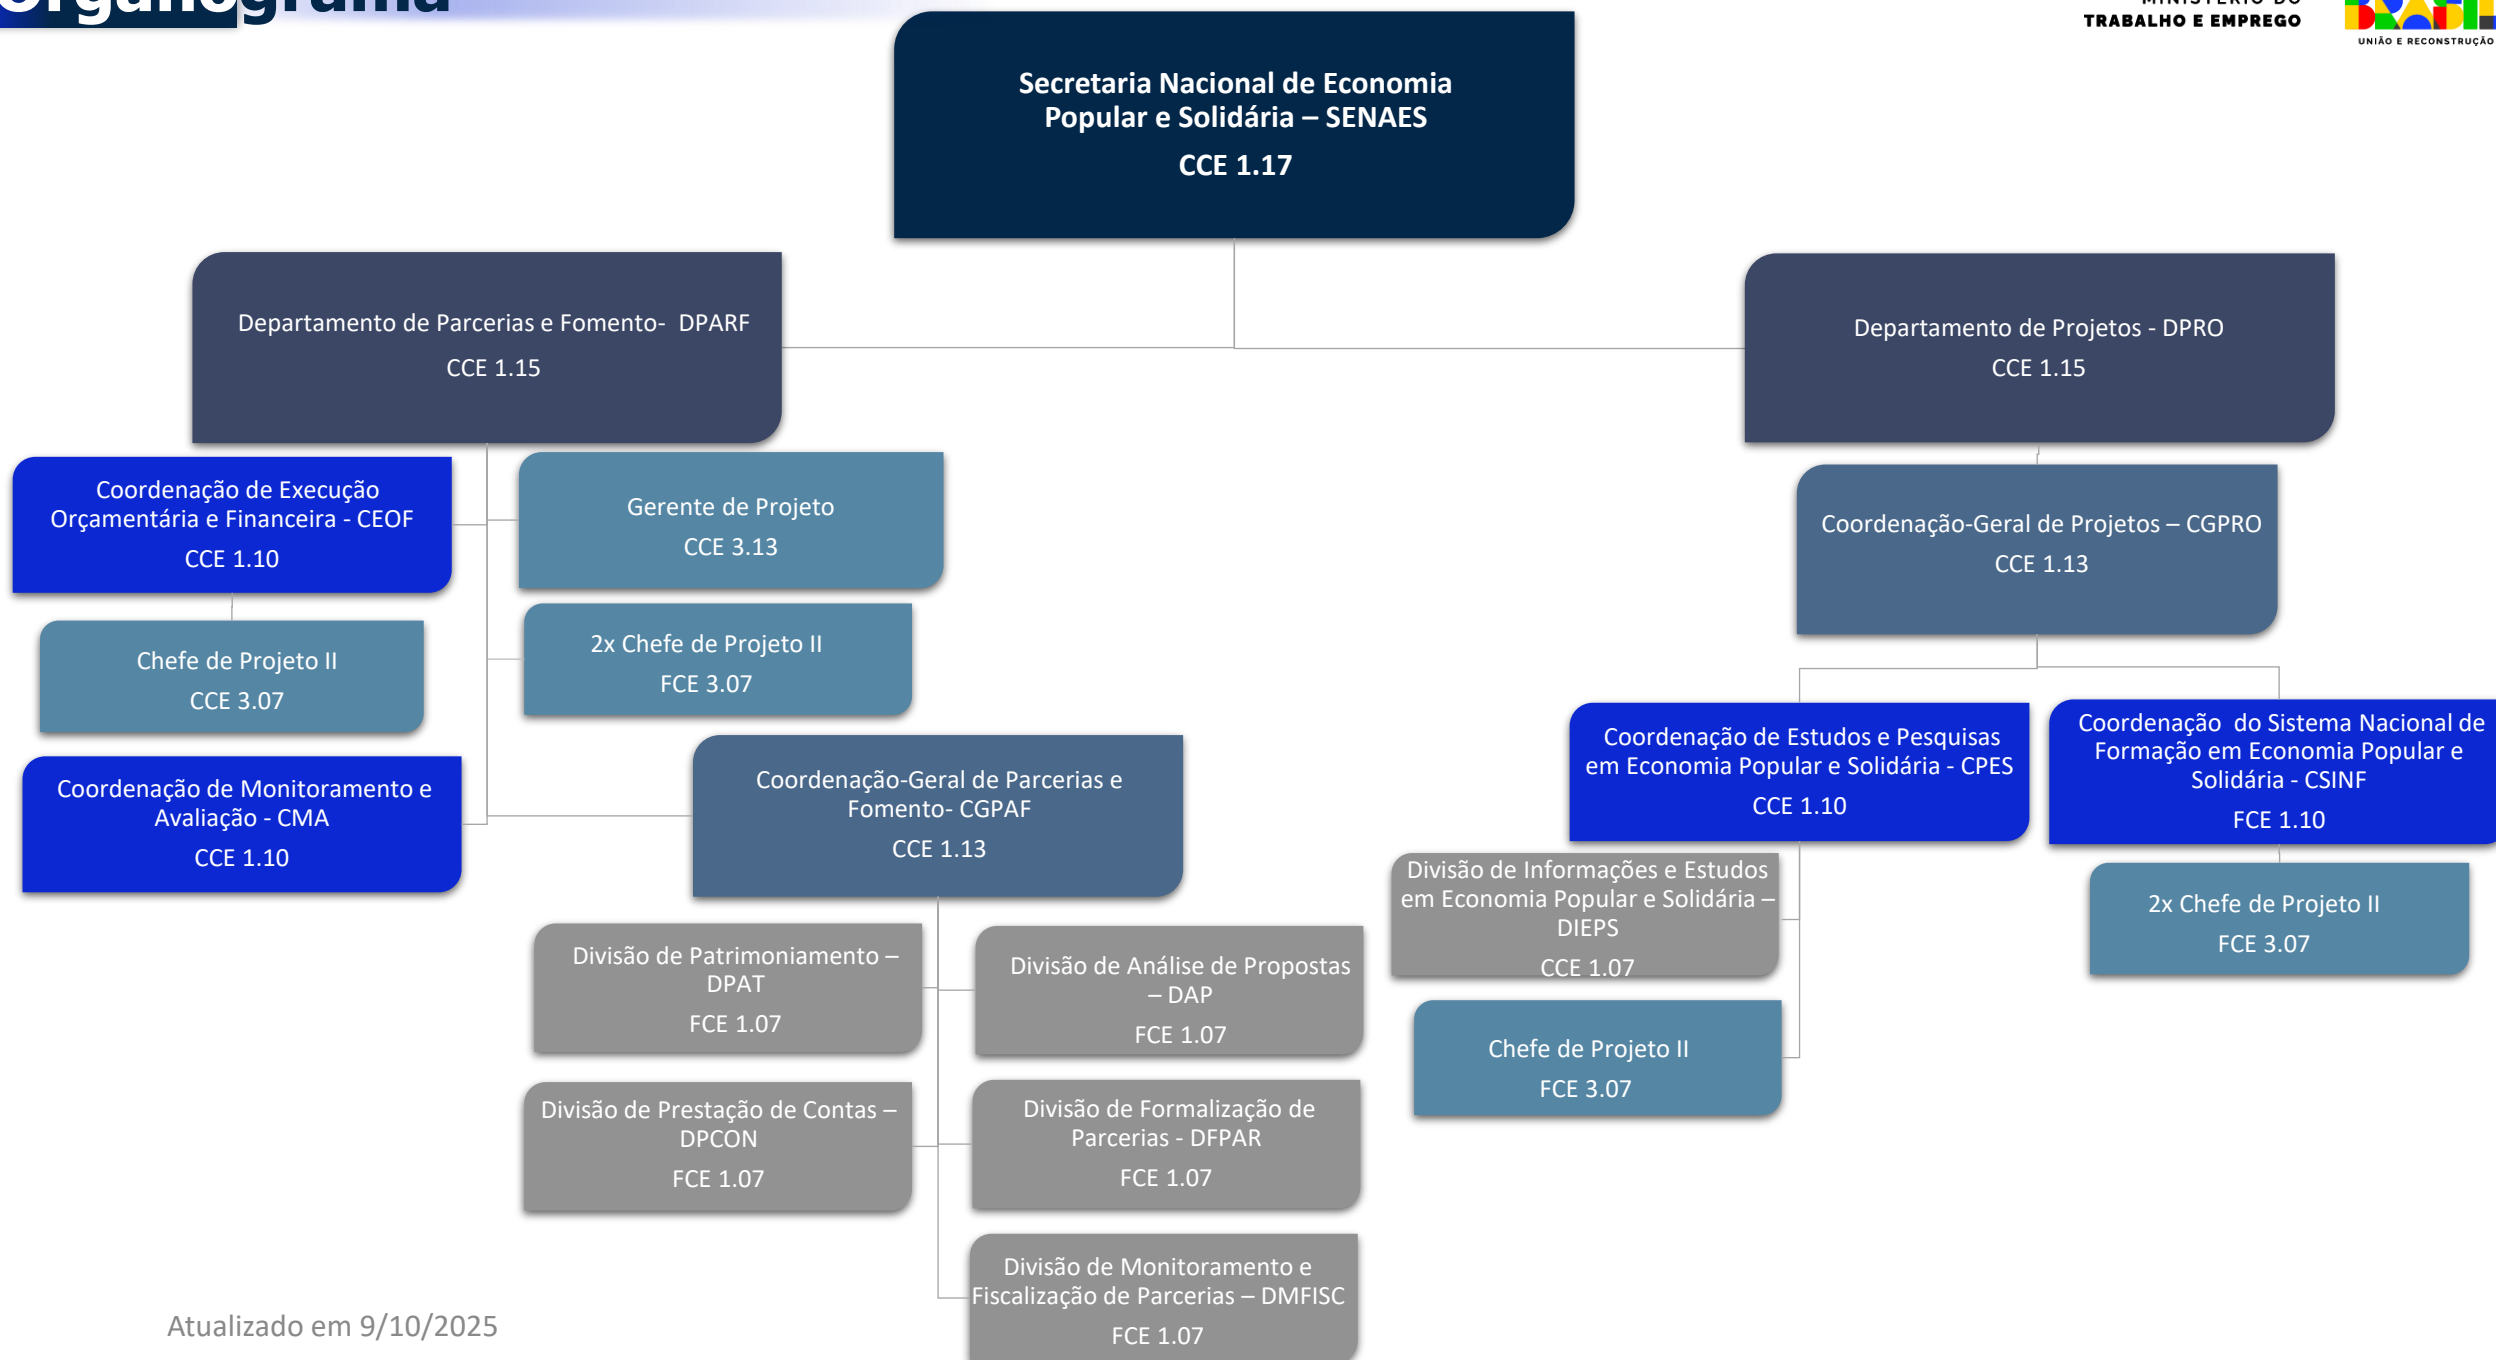 Organograma
MINISTÉRIO DO
TRABALHO E EMPREGO
BRASIL
UNIÃO E RECONSTRUÇÃO
Secretaria Nacional de Economia
Popular e Solidária – SENAES
CCE 1.17
Departamento de Parcerias e Fomento- DPARF
CCE 1.15
Departamento de Projetos - DPRO
CCE 1.15
Coordenação de Execução
Orçamentária e Financeira - CEOF
CCE 1.10
Gerente de Projeto
CCE 3.13
Coordenação-Geral de Projetos – CGPRO
CCE 1.13
Chefe de Projeto II
CCE 3.07
2x Chefe de Projeto II
FCE 3.07
Coordenação de Monitoramento e
Avaliação - CMA
CCE 1.10
Coordenação-Geral de Parcerias e
Fomento- CGPAF
CCE 1.13
Coordenação de Estudos e Pesquisas
em Economia Popular e Solidária - CPES
CCE 1.10
Coordenação do Sistema Nacional de
Formação em Economia Popular e
Solidária - CSINF
FCE 1.10
Divisão de Informações e Estudos
em Economia Popular e Solidária –
DIEPS
CCE 1.07
2x Chefe de Projeto II
FCE 3.07
Divisão de Patrimoniamento –
DPAT
FCE 1.07
Divisão de Análise de Propostas
– DAP
FCE 1.07
Chefe de Projeto II
FCE 3.07
Divisão de Prestação de Contas –
DPCON
FCE 1.07
Divisão de Formalização de
Parcerias - DFPAR
FCE 1.07
Divisão de Monitoramento e
Fiscalização de Parcerias – DMFISC
FCE 1.07
Atualizado em 9/10/2025